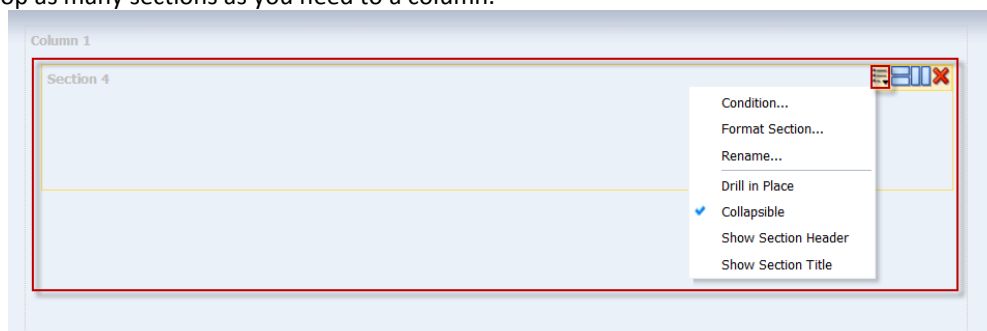 as many sections as you need to a column.
Column 1
Section 4
Condition...
Format Section...
Rename...
Drill in Place
Collapsible
Show Section Header
Show Section Title